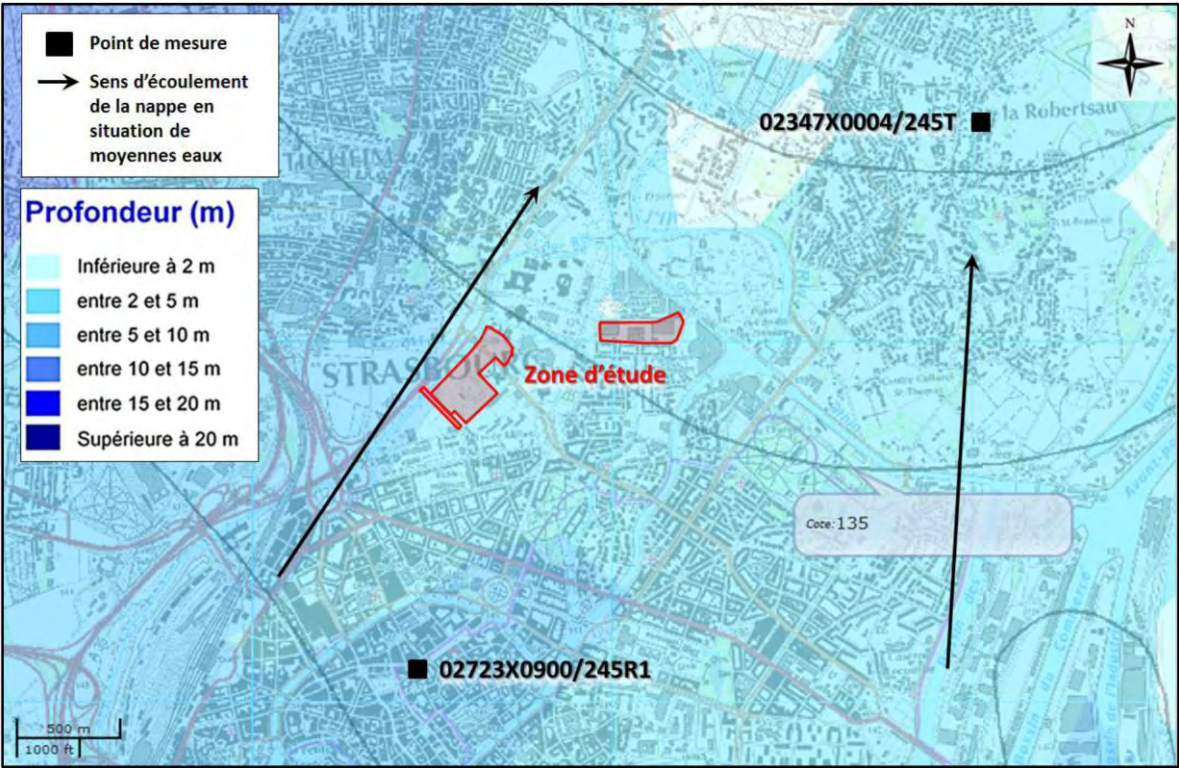 Point de mesure
Sens d'écoulement
de la nappe en
situation de
moyennes eaux
N
02347X0004/245T
la Robertsau
Profondeur (m)
Inférieure à 2 m
entre 2 et 5 m
entre 5 et 10 m
entre 10 et 15 m
entre 15 et 20 m
Supérieure à 20 m
STRASBOURG
Zone d'étude
Cote: 135
02723X0900/245R1
500 m
1000 ft